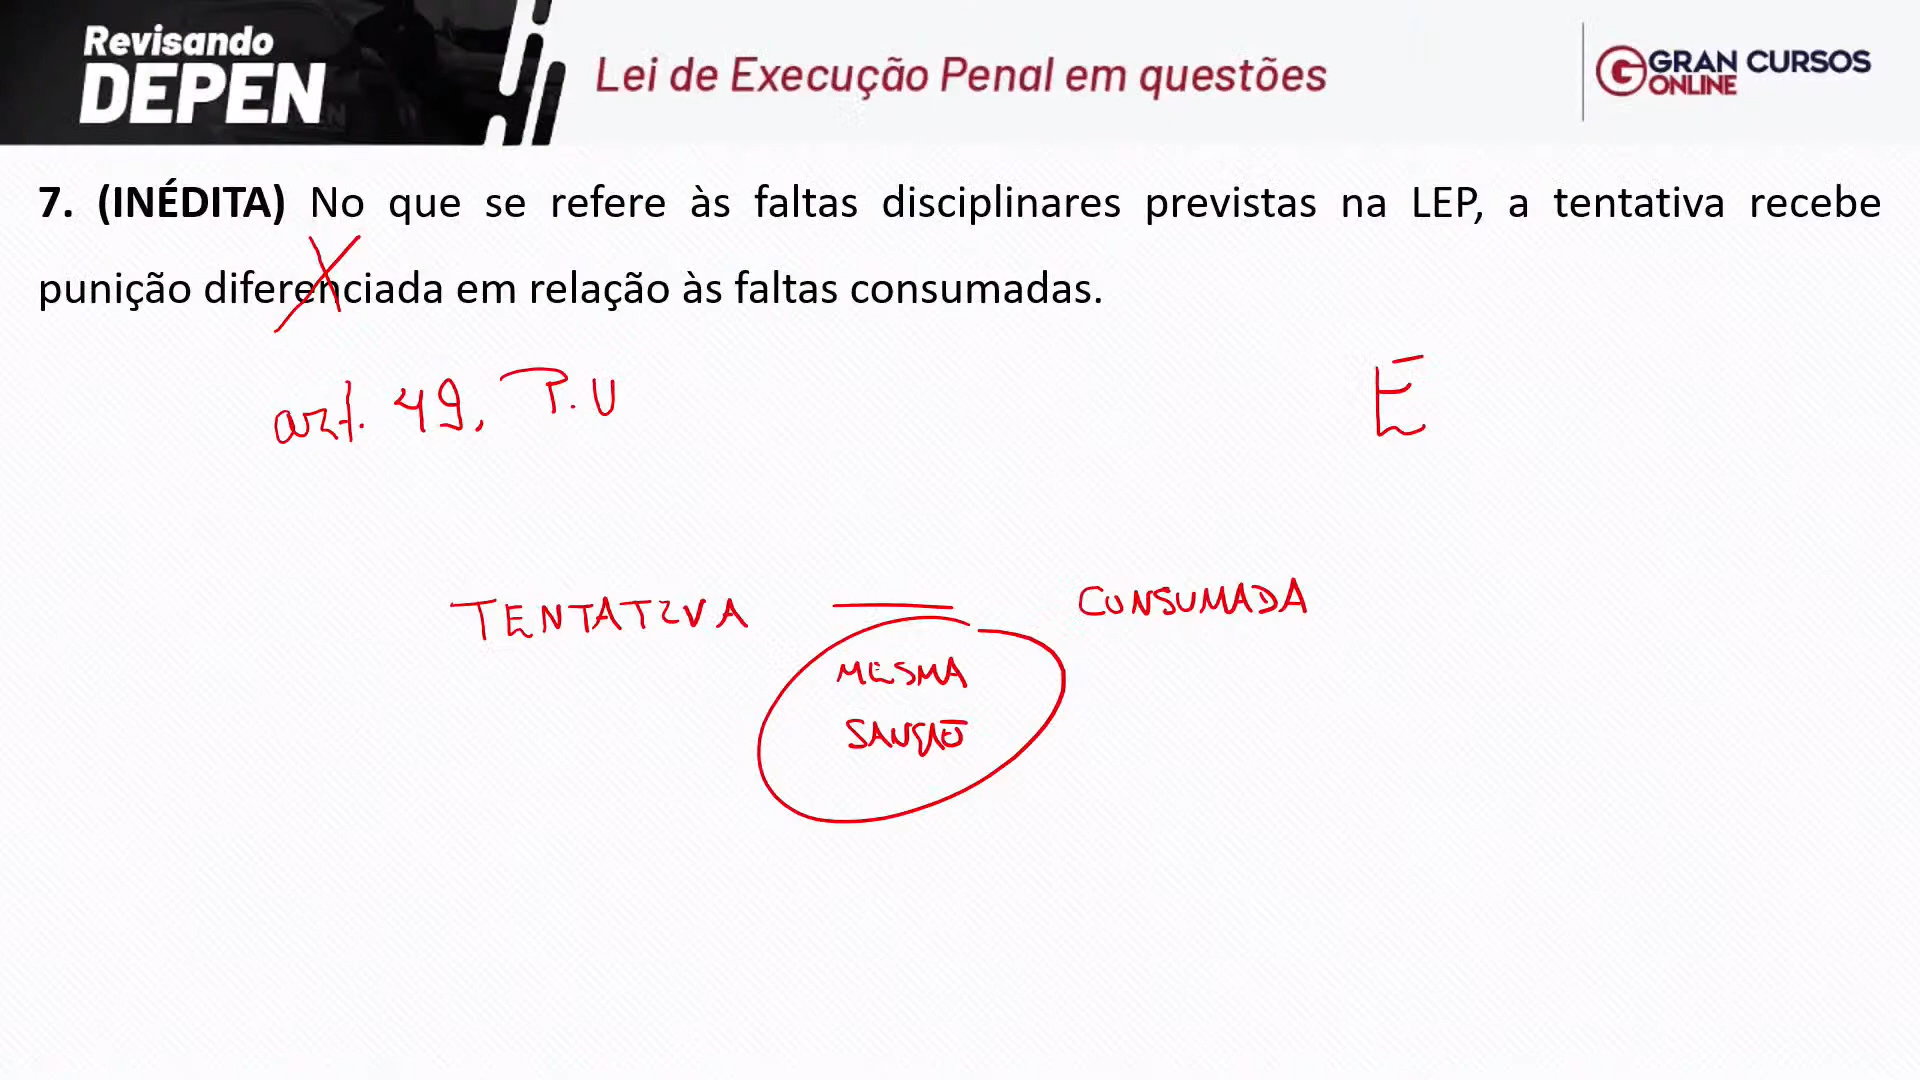 Revisando
DEPEN
Lei de Execução Penal em questões
GRAN CURSOS
ONLINE
7. (INÉDITA) No que se refere às faltas disciplinares previstas na LEP, a tentativa recebe
punição diferenciada em relação às faltas consumadas.
art. 49, P.U
E
TENTATIVA
CONSUMADA
MESMA
SANÇÃO